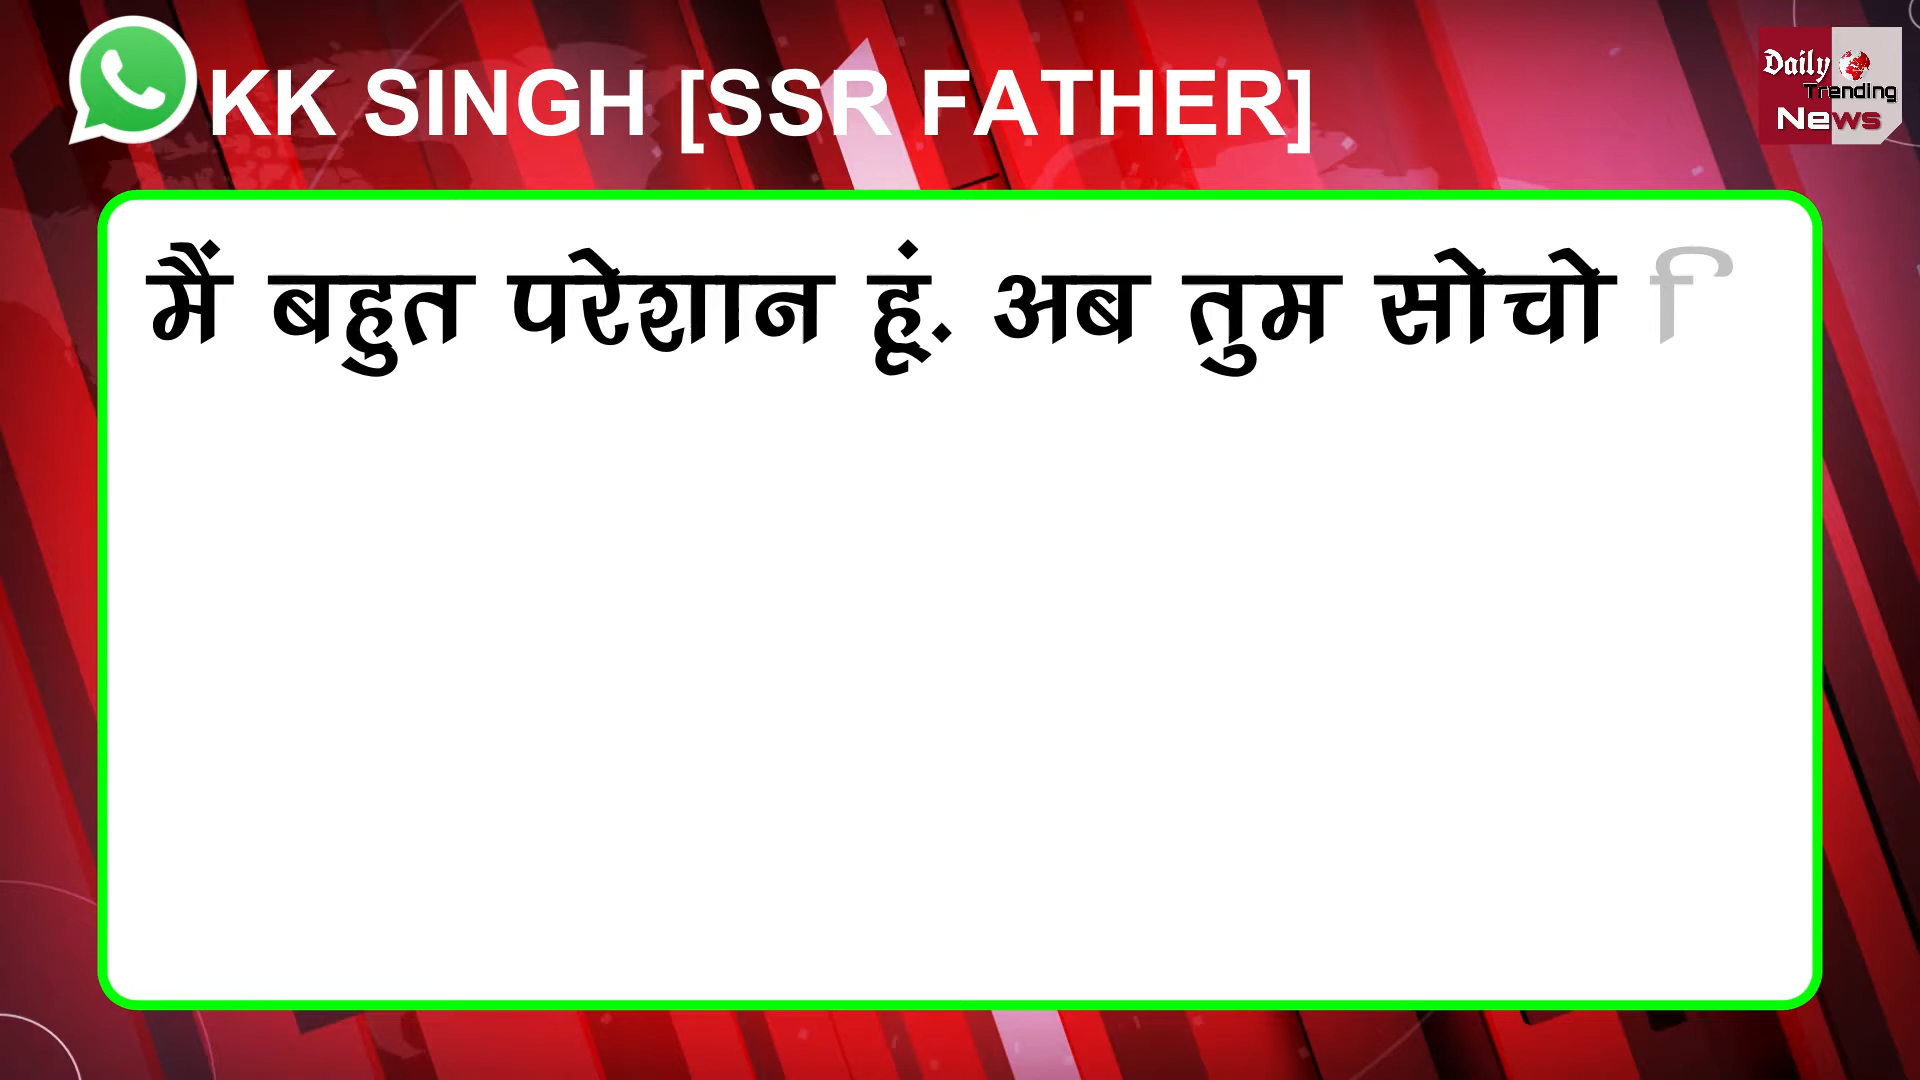 KK SINGH [SSR FATHER]
Daily
Trending
News
मैं बहुत परेशान हूं. अब तुम सोचो